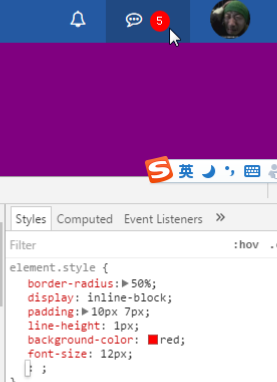 5
英
Styles Computed Event Listeners »
Filter :hov
element.style {
border-radius:▶50%;
display: inline-block;
padding:▶10px 7px;
line-height: 1px;
background-color: red;
font-size: 12px;
: ;
}